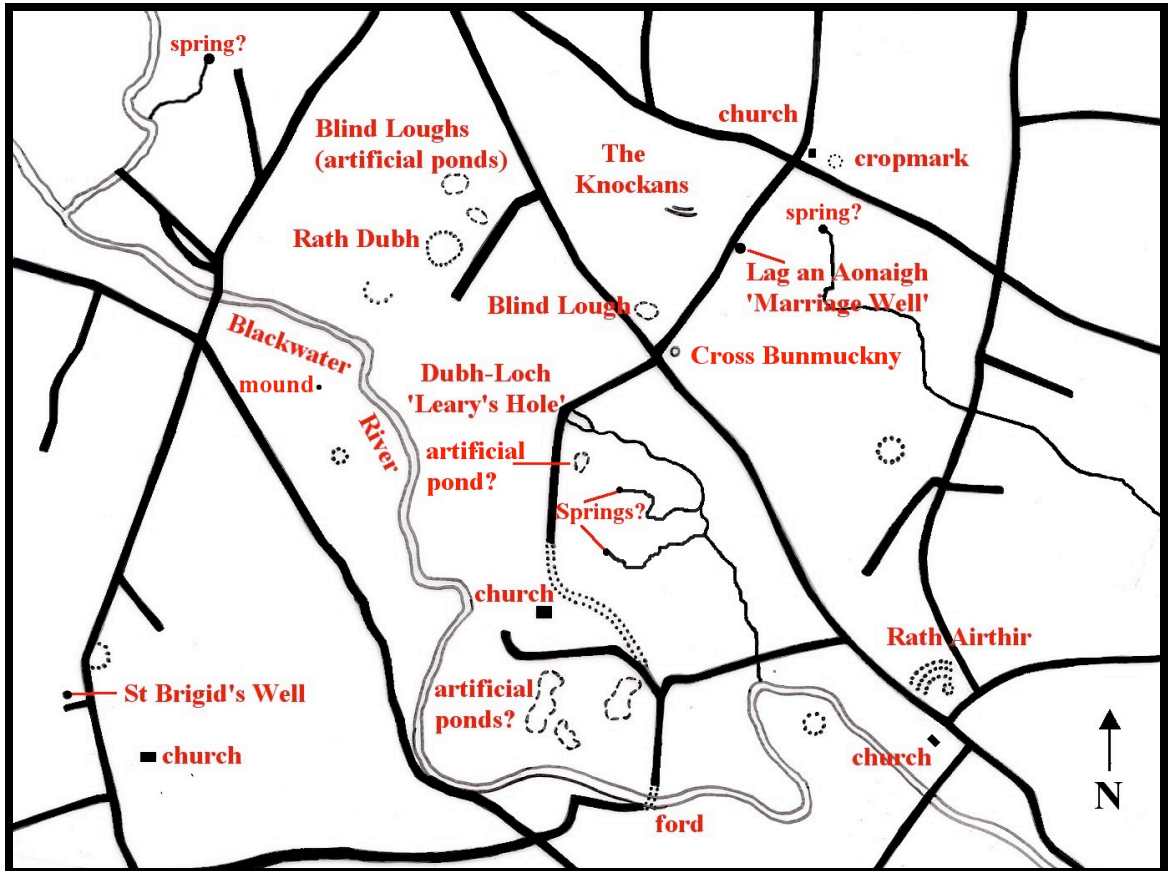 spring?
Blind Loughs
(artificial ponds)
church
The
Knockans
cropmark
spring?
Rath Dubh
Lag an Aonaigh
'Marriage Well'
Blind Lough
Blackwater
River
Cross Bunmuckny
mound
Dubh-Loch
'Leary's Hole'
artificial
pond?
Springs?
church
Rath Airthir
St Brigid's Well
artificial
ponds?
church
church
N
ford